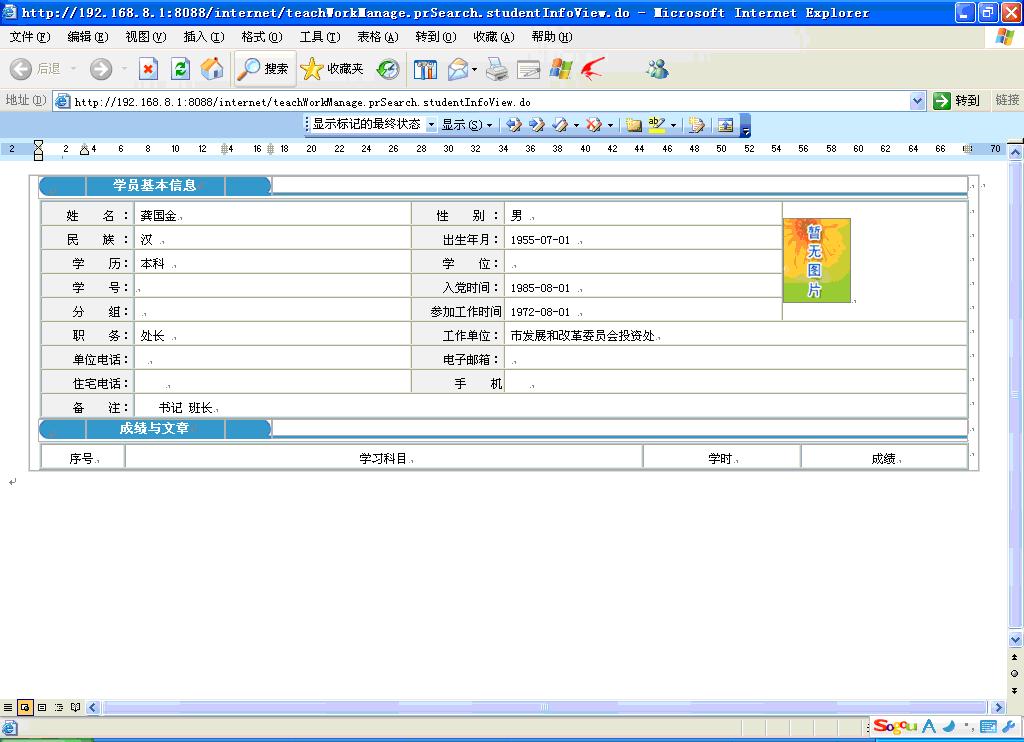 http://192.168.8.1:8088/internet/teachWorkManage.prSearch.studentInfoView.do - Microsoft Internet Explorer
文件(F) 编辑(E) 视图(V) 插入(I) 格式(O) 工具(T) 表格(A) 转到(O) 收藏(A) 帮助(H)
后退 搜索 收藏夹
地址(D) http://192.168.8.1:8088/internet/teachWorkManage.prSearch.studentInfoView.do 转到 链接
显示标记的最终状态 显示(S)
2 2 4 6 8 10 12 14 16 18 20 22 24 26 28 30 32 34 36 38 40 42 44 46 48 50 52 54 56 58 60 62 64 66 70
学员基本信息
姓 名： 龚国金 性 别： 男
民 族： 汉 出生年月： 1955-07-01
学 历： 本科 学 位：
学 号： 入党时间： 1985-08-01
分 组： 参加工作时间 1972-08-01
暂无图片
职 务： 处长 工作单位： 市发展和改革委员会投资处
单位电话： 电子邮箱：
住宅电话： 手 机
备 注： 书记 班长
成绩与文章
序号 学习科目 学时 成绩
Sogou